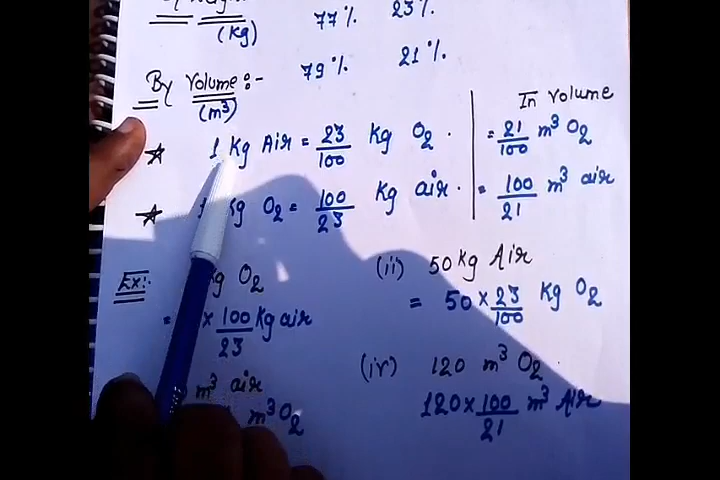 (kg) 77% 23%
By Volume :- 79% 21%
(m³) In volume
1 kg Air = 23/100 kg O₂ . = 21/100 m³ O₂
kg O₂ = 100/23 kg air . = 100/21 m³ air
Ex:- kg O₂ (ii) 50 kg Air
= × 100/23 kg air = 50 × 23/100 kg O₂
m³ air (iv) 120 m³ O₂
m³ O₂ 120 × 100/21 m³ Air